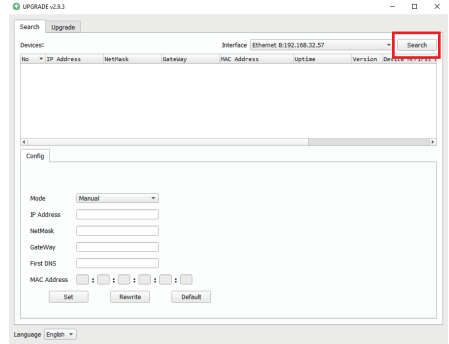 UPGRADE v2.9.3
Search Upgrade
Devices: Interface Ethernet 8:192.168.32.57 Search
No IP Address NetMask GateWay MAC Address Uptime Version
Config
Mode Manual
IP Address
NetMask
GateWay
First DNS
MAC Address : : : : :
Set Rewrite Default
Language English